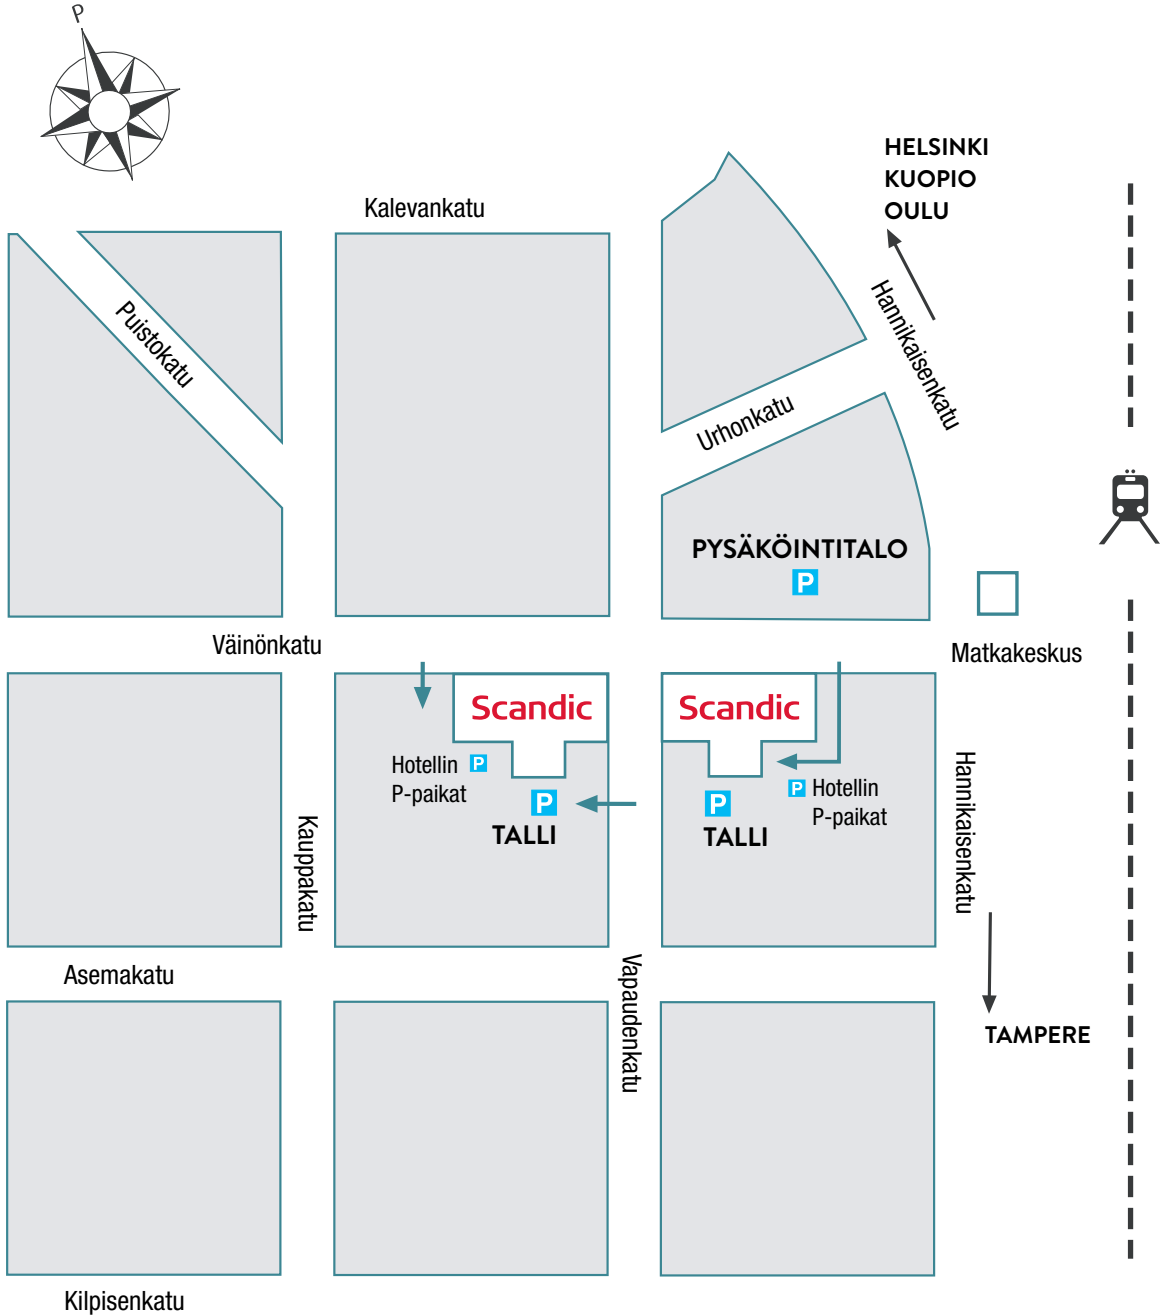 P
HELSINKI
KUOPIO
OULU
Kalevankatu
Puistokatu
Hannikaisenkatu
Urhonkatu
PYSÄKÖINTITALO
P
Väinönkatu
Matkakeskus
Scandic
Scandic
Hotellin P
P-paikat
P
TALLI
P
TALLI
P Hotellin
P-paikat
Hannikaisenkatu
Kauppakatu
Asemakatu
Vapaudenkatu
TAMPERE
Kilpisenkatu